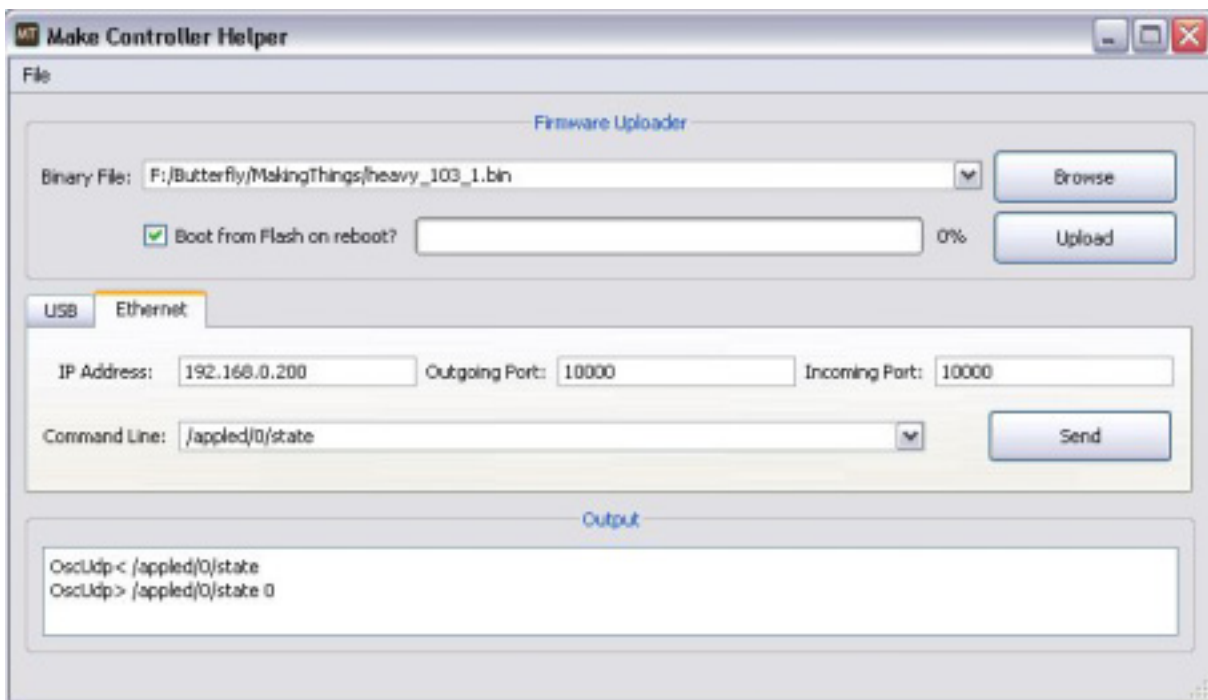 MT Make Controller Helper
File
Firmware Uploader
Binary File: F:/Butterfly/MakingThings/heavy_103_1.bin Browse
Boot from Flash on reboot? 0% Upload
USB Ethernet
IP Address: 192.168.0.200 Outgoing Port: 10000 Incoming Port: 10000
Command Line: /appled/0/state Send
Output
OscUdp< /appled/0/state
OscUdp> /appled/0/state 0